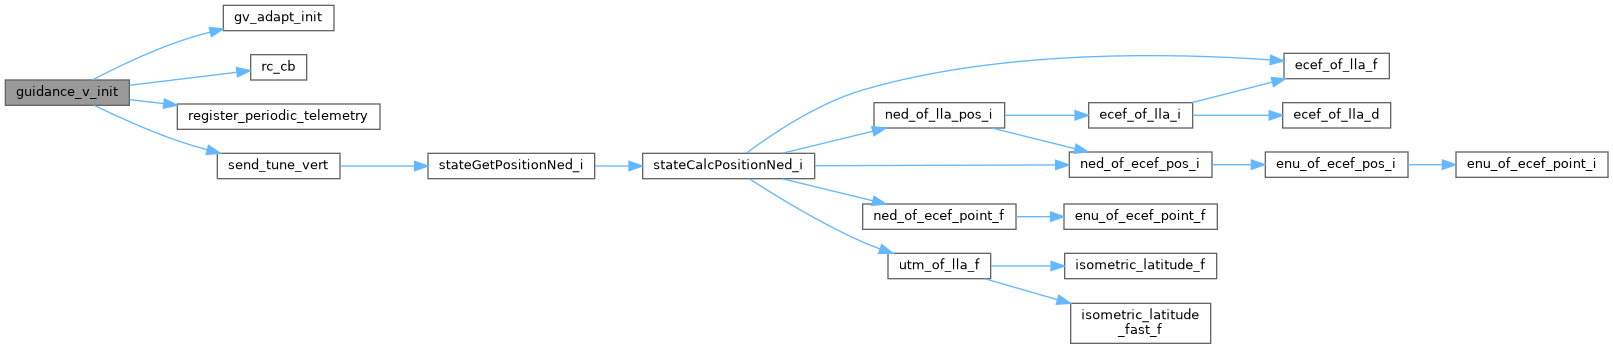 gv_adapt_init
rc_cb
guidance_v_init
register_periodic_telemetry
send_tune_vert
stateGetPositionNed_i
stateCalcPositionNed_i
ecef_of_lla_f
ned_of_lla_pos_i
ecef_of_lla_i
ecef_of_lla_d
ned_of_ecef_pos_i
enu_of_ecef_pos_i
enu_of_ecef_point_i
ned_of_ecef_point_f
enu_of_ecef_point_f
utm_of_lla_f
isometric_latitude_f
isometric_latitude
_fast_f